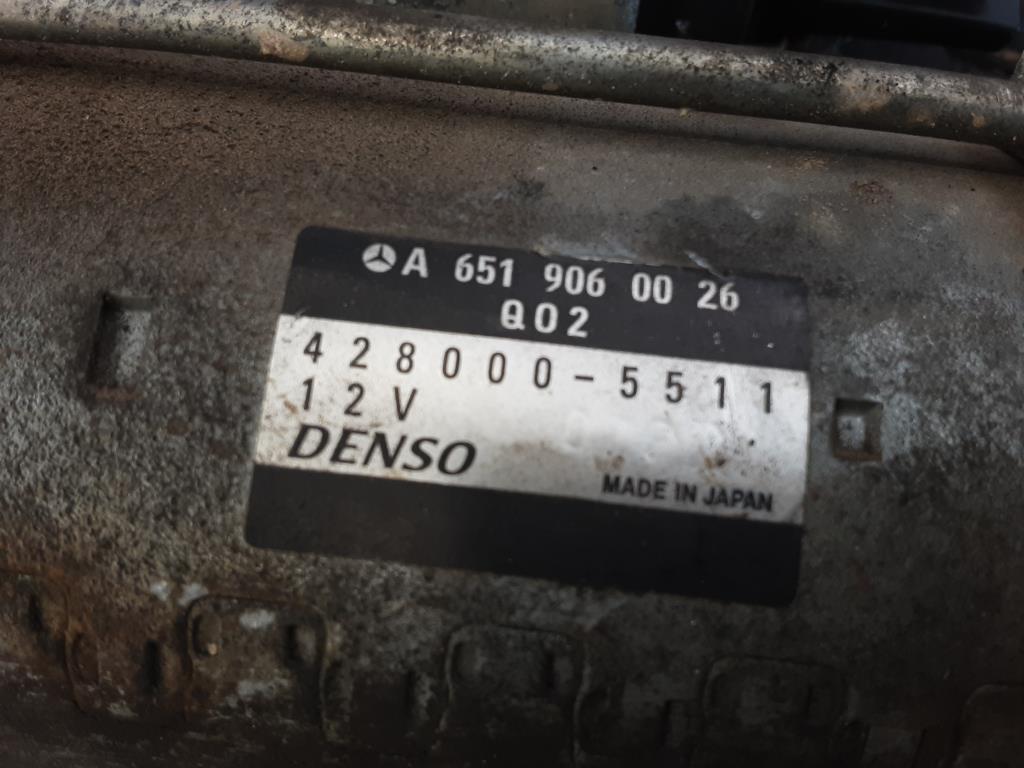 A 651 906 00 26
Q02
428000-5511
12V
DENSO
MADE IN JAPAN